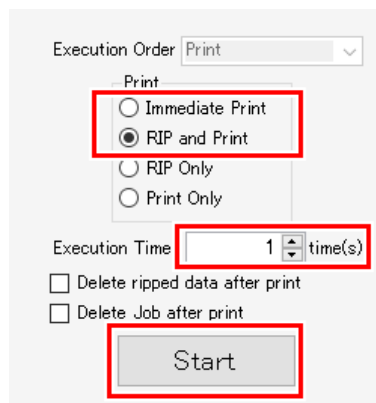 Execution Order Print
Print
Immediate Print
RIP and Print
RIP Only
Print Only
Execution Time 1 time(s)
Delete ripped data after print
Delete Job after print
Start